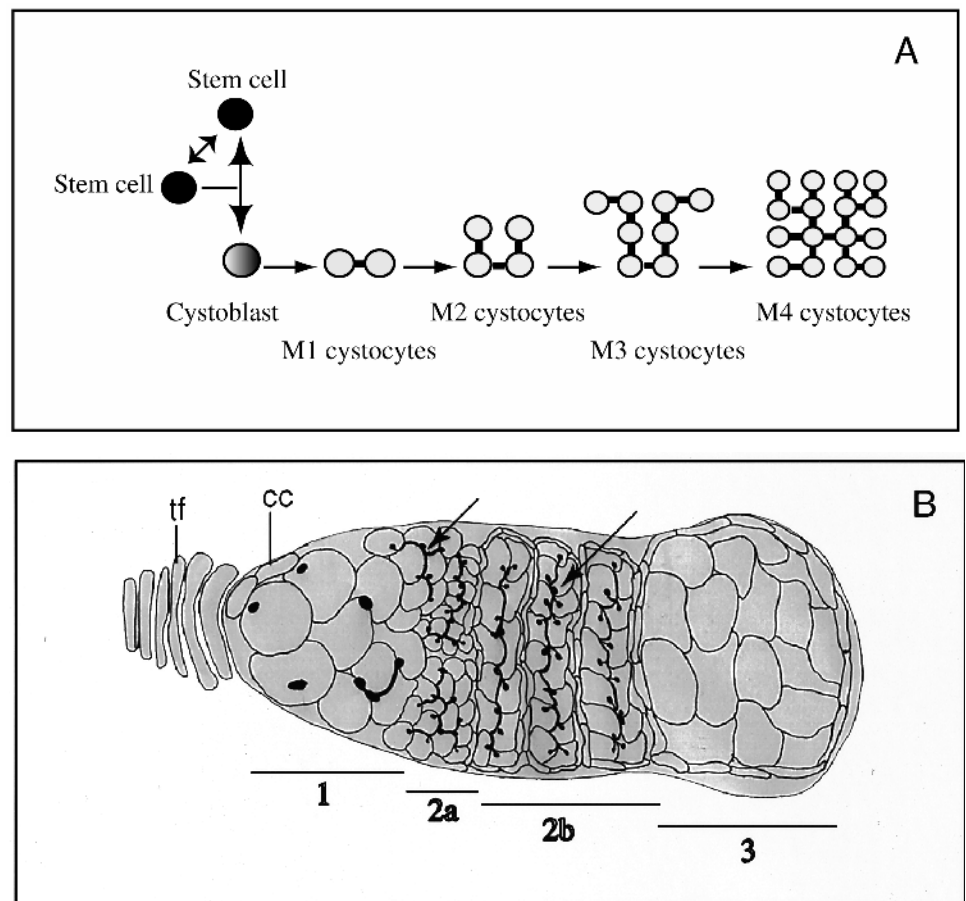 A
Stem cell
Stem cell
Cystoblast
M1 cystocytes
M2 cystocytes
M3 cystocytes
M4 cystocytes
B
tf
cc
1
2a
2b
3